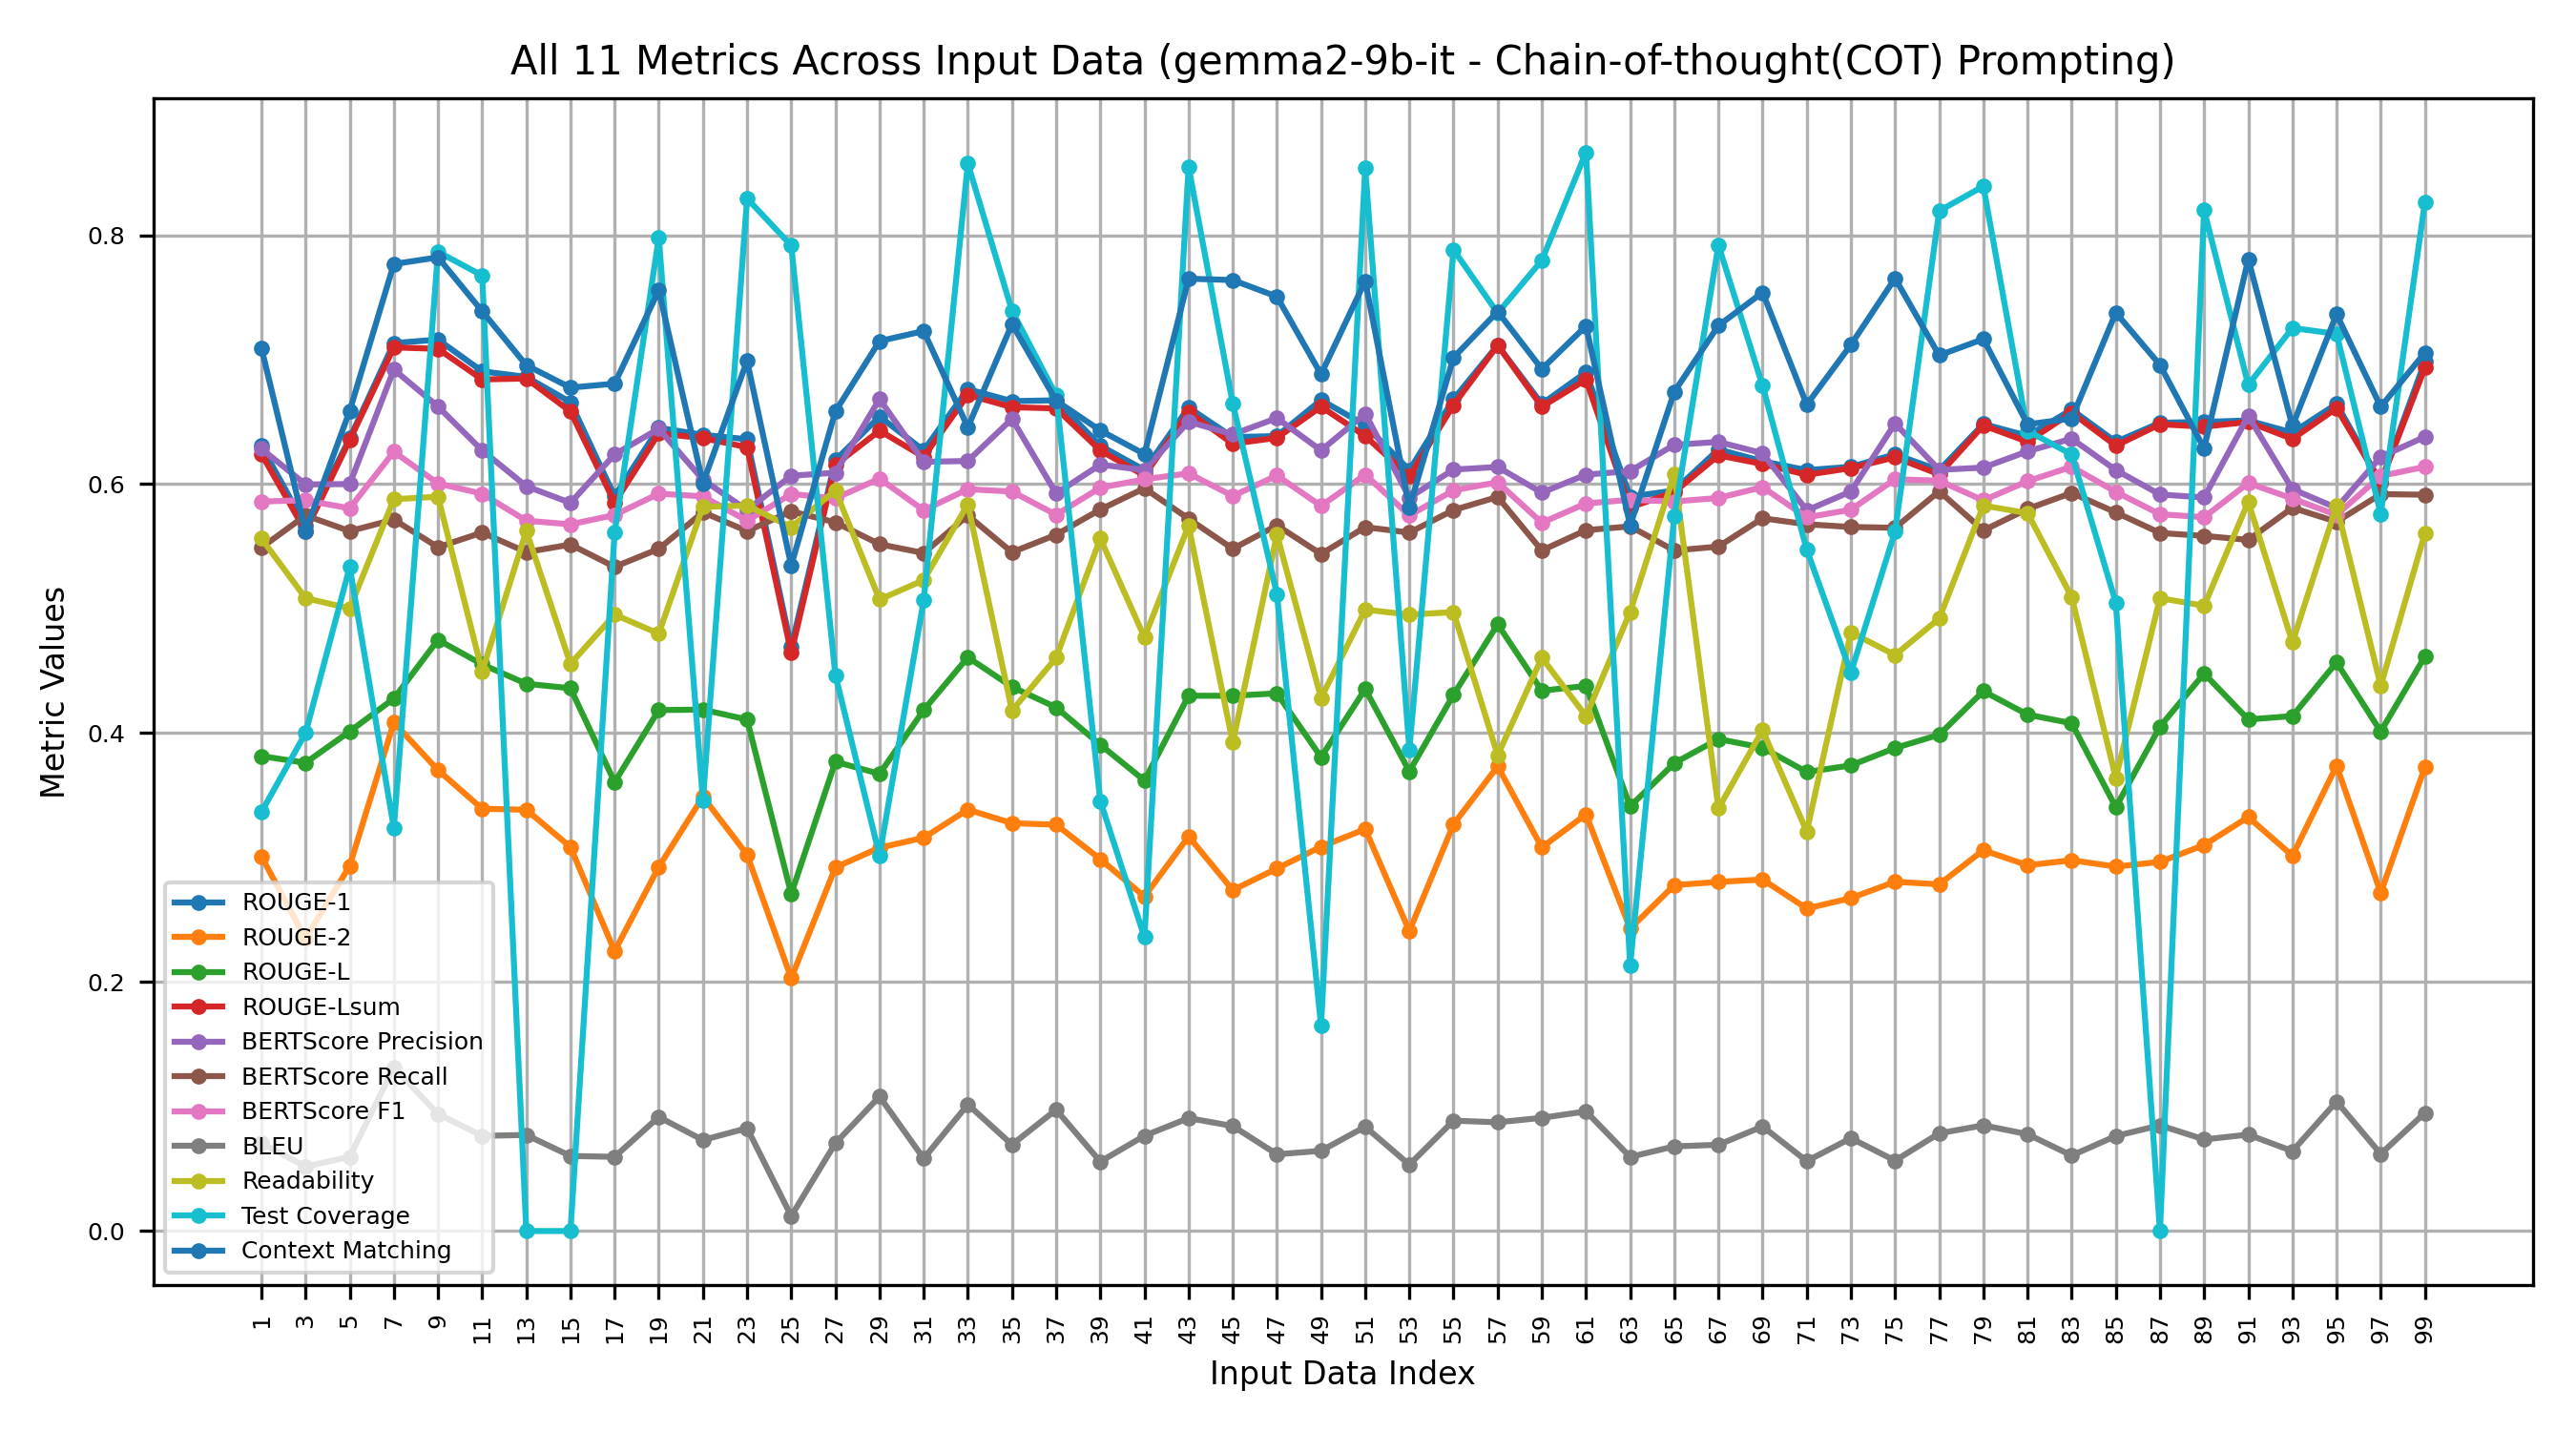 All 11 Metrics Across Input Data (gemma2-9b-it - Chain-of-thought(COT) Prompting)
Metric Values
0.8
0.6
0.4
0.2
0.0
ROUGE-1
ROUGE-2
ROUGE-L
ROUGE-Lsum
BERTScore Precision
BERTScore Recall
BERTScore F1
BLEU
Readability
Test Coverage
Context Matching
1 3 5 7 9 11 13 15 17 19 21 23 25 27 29 31 33 35 37 39 41 43 45 47 49 51 53 55 57 59 61 63 65 67 69 71 73 75 77 79 81 83 85 87 89 91 93 95 97 99
Input Data Index